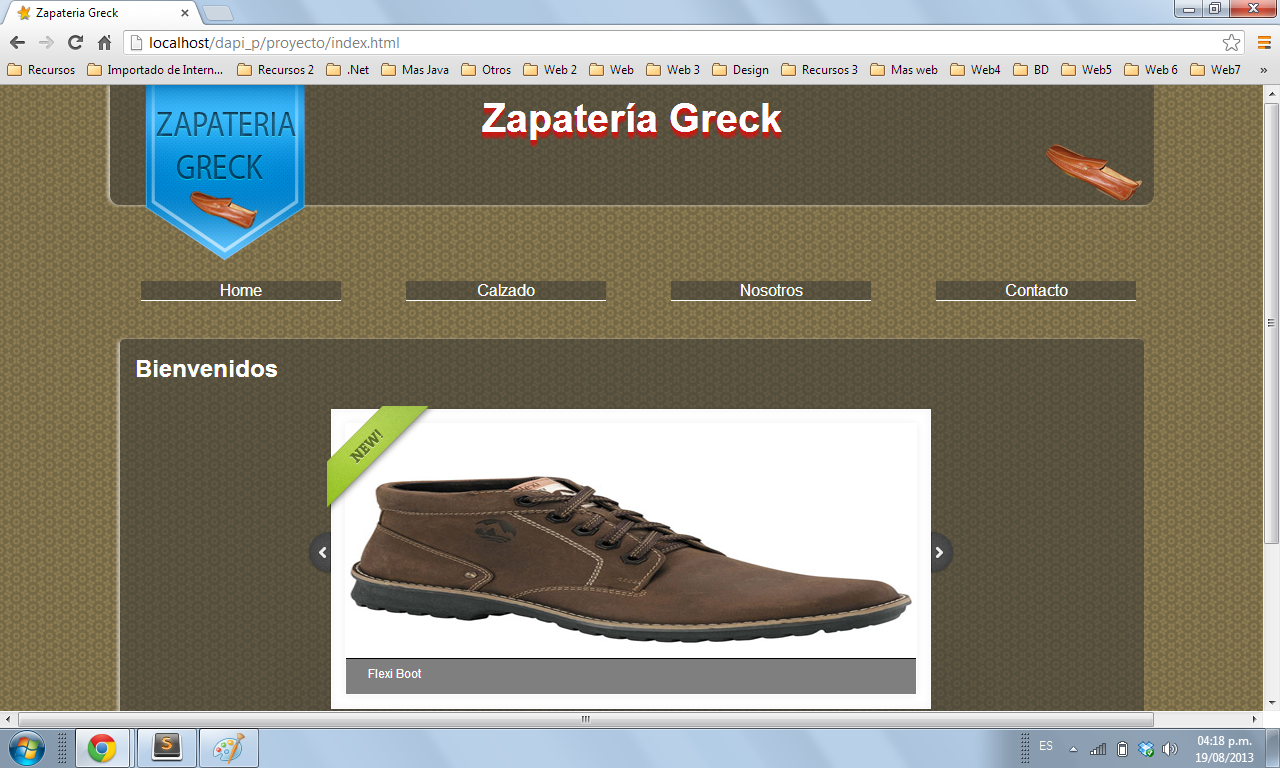 Zapateria Greck
localhost/dapi_p/proyecto/index.html
Recursos Importado de Intern... Recursos 2 .Net Mas Java Otros Web 2 Web Web 3 Design Recursos 3 Mas web Web4 BD Web5 Web 6 Web7 »
ZAPATERIA
GRECK
Zapatería Greck
Home Calzado Nosotros Contacto
Bienvenidos
NEW!
Flexi Boot
ES
04:18 p.m.
19/08/2013